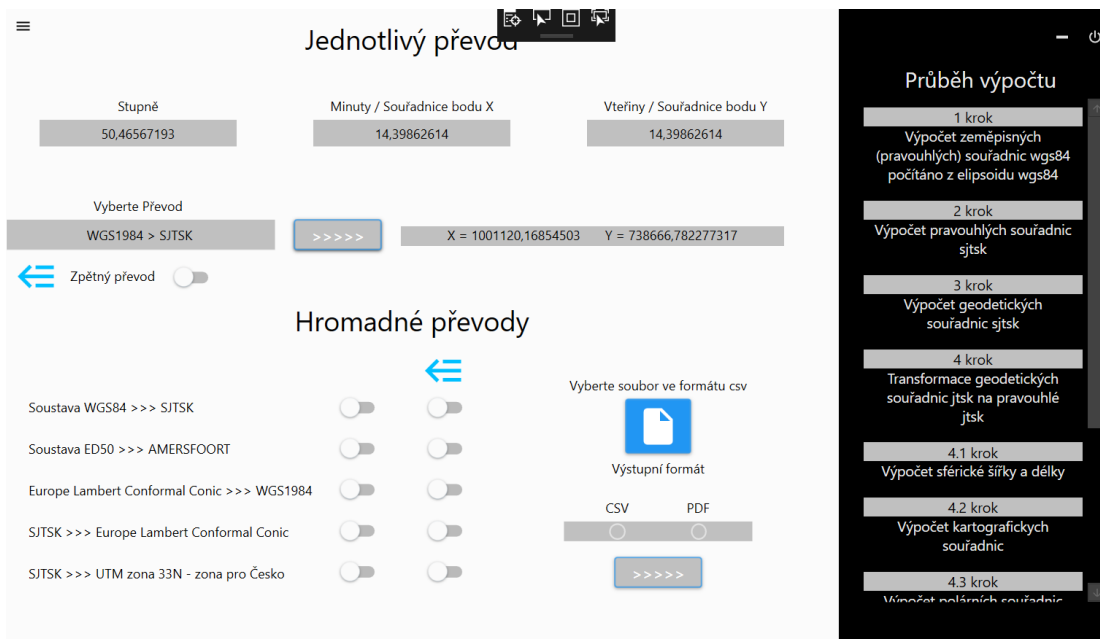 Jednotlivý převod
Stupně
Minuty / Souřadnice bodu X
Vteřiny / Souřadnice bodu Y
50,46567193
14,39862614
14,39862614
Vyberte Převod
WGS1984 > SJTSK
>>>>>
X = 1001120,16854503 Y = 738666,782277317
Zpětný převod
Hromadné převody
Soustava WGS84 >>> SJTSK
Soustava ED50 >>> AMERSFOORT
Europe Lambert Conformal Conic >>> WGS1984
SJTSK >>> Europe Lambert Conformal Conic
SJTSK >>> UTM zona 33N - zona pro Česko
Vyberte soubor ve formátu csv
Výstupní formát
CSV
PDF
>>>>>
Průběh výpočtu
1 krok
Výpočet zeměpisných
(pravouhlých) souřadnic wgs84
počítáno z elipsoidu wgs84
2 krok
Výpočet pravouhlých souřadnic
sjtsk
3 krok
Výpočet geodetických
souřadnic sjtsk
4 krok
Transformace geodetických
souřadnic jtsk na pravouhlé
jtsk
4.1 krok
Výpočet sférické šířky a délky
4.2 krok
Výpočet kartografickych
souřadnic
4.3 krok
Výpočet polárních souřadnic